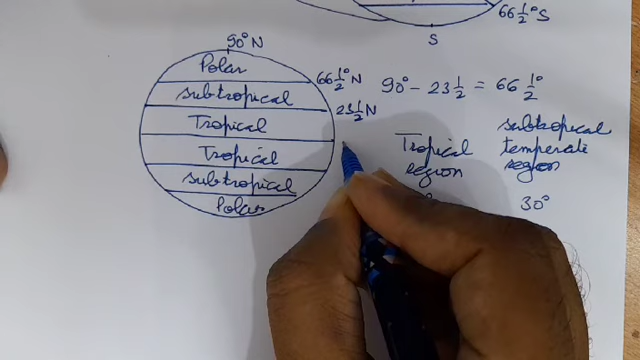 66 1/2° S
S
90° N
Polar
66 1/2° N
90° - 23 1/2 = 66 1/2°
subtropical
23 1/2 N
Tropical
subtropical
Tropical
Tropical
temperate
region
region
subtropical
30°
Polar